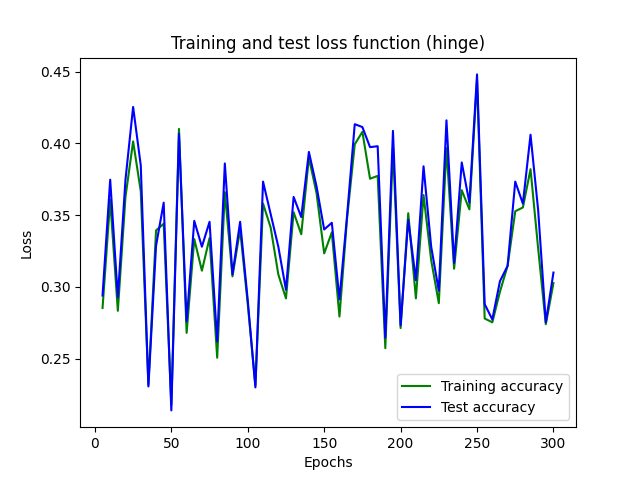 Training and test loss function (hinge)
0.45
0.40
0.35
0.30
0.25
Loss
Training accuracy
Test accuracy
0 50 100 150 200 250 300
Epochs